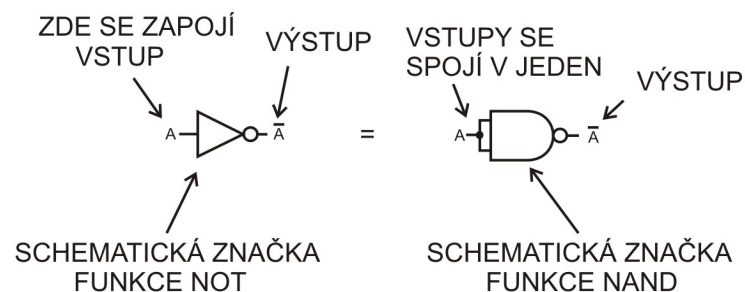 ZDE SE ZAPOJÍ
VSTUP
VÝSTUP
A
A̅
SCHEMATICKÁ ZNAČKA
FUNKCE NOT
=
VSTUPY SE
SPOJÍ V JEDEN
VÝSTUP
A
A̅
SCHEMATICKÁ ZNAČKA
FUNKCE NAND